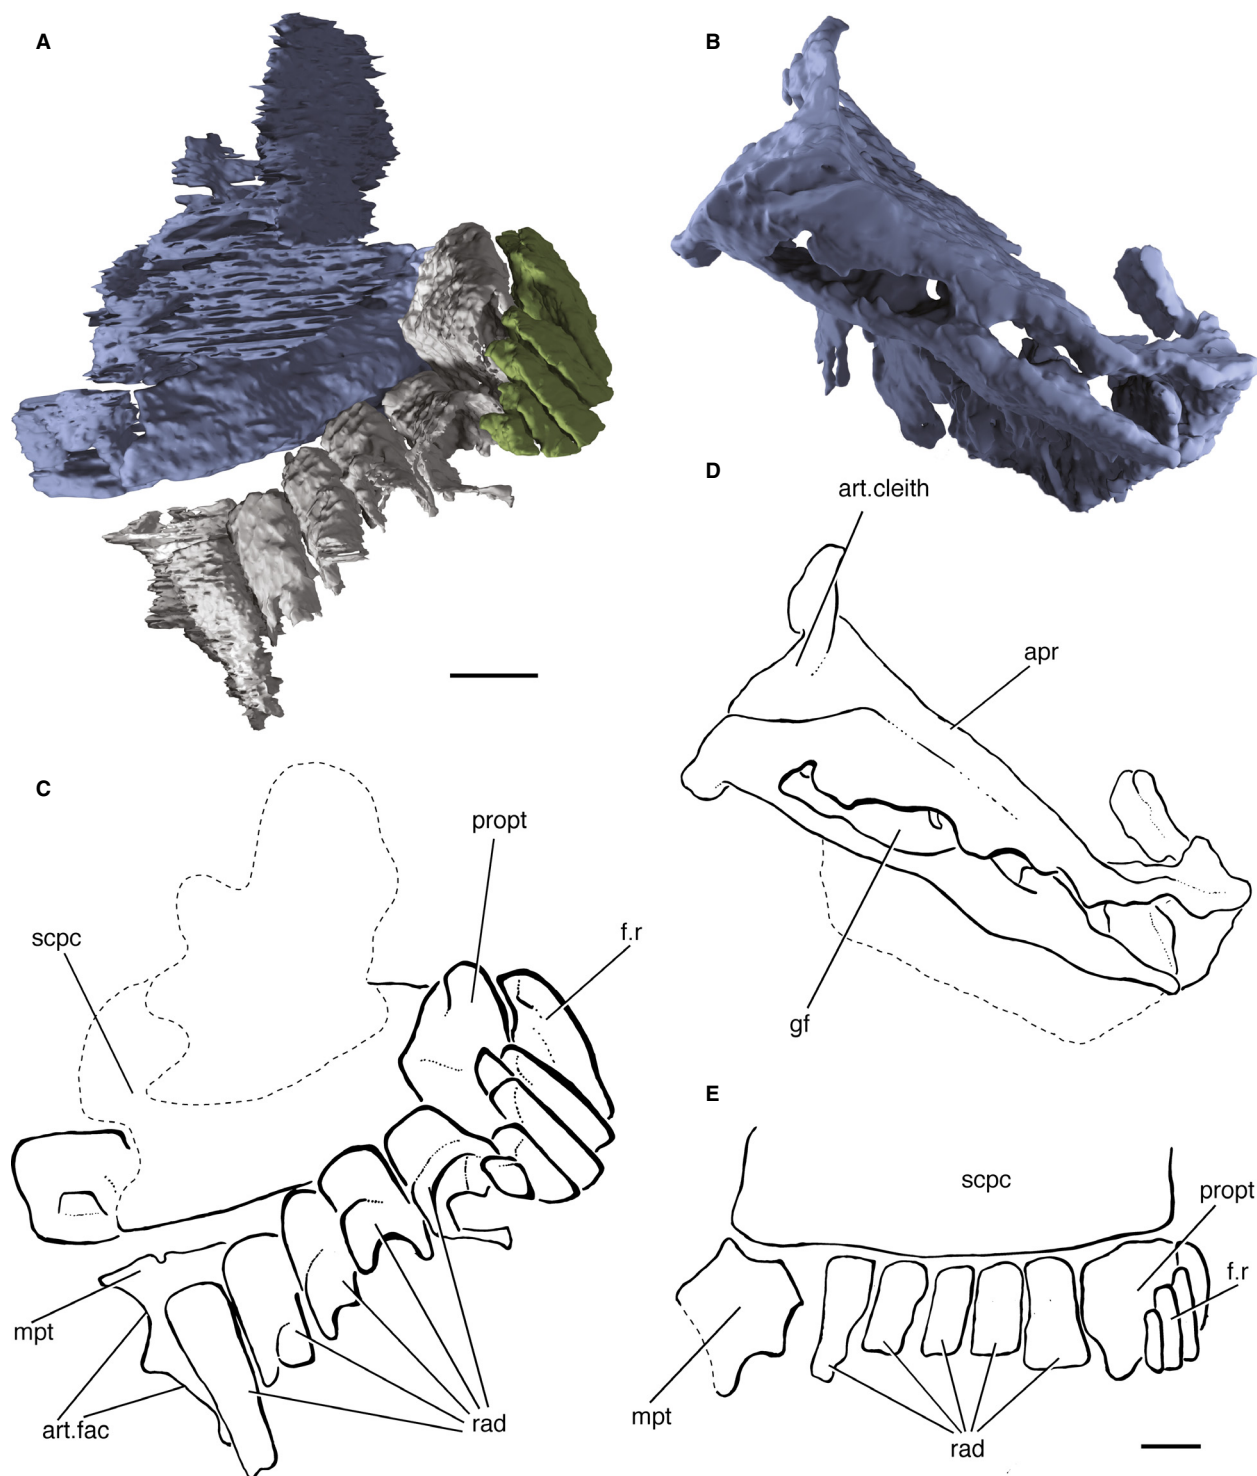 A
B
D
art.cleith
apr
C
propt
scpc
f.r
gf
E
scpc
propt
f.r
mpt
mpt
art.fac
rad
rad